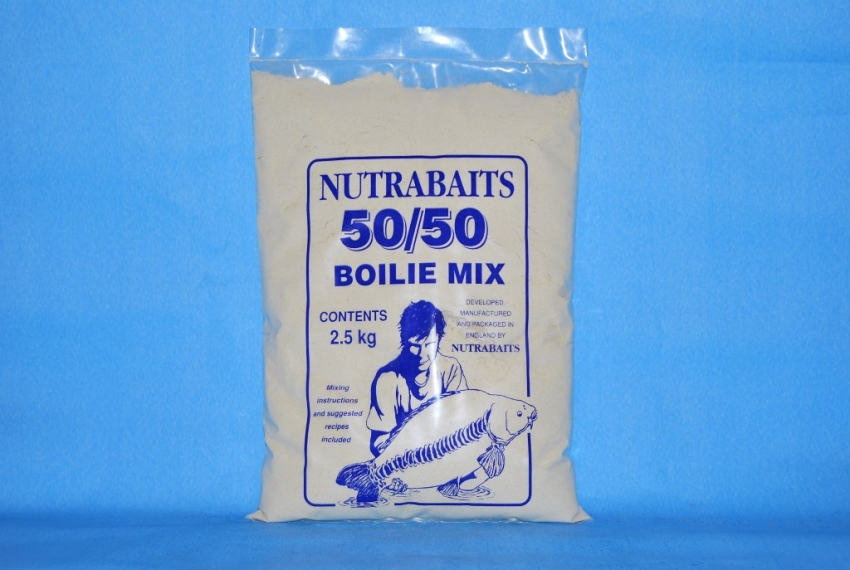 NUTRABAITS
50/50
BOILIE MIX
CONTENTS
2.5 kg
DEVELOPED,
MANUFACTURED
AND PACKAGED IN
ENGLAND BY
NUTRABAITS
Mixing
instructions
and suggested
recipes
included